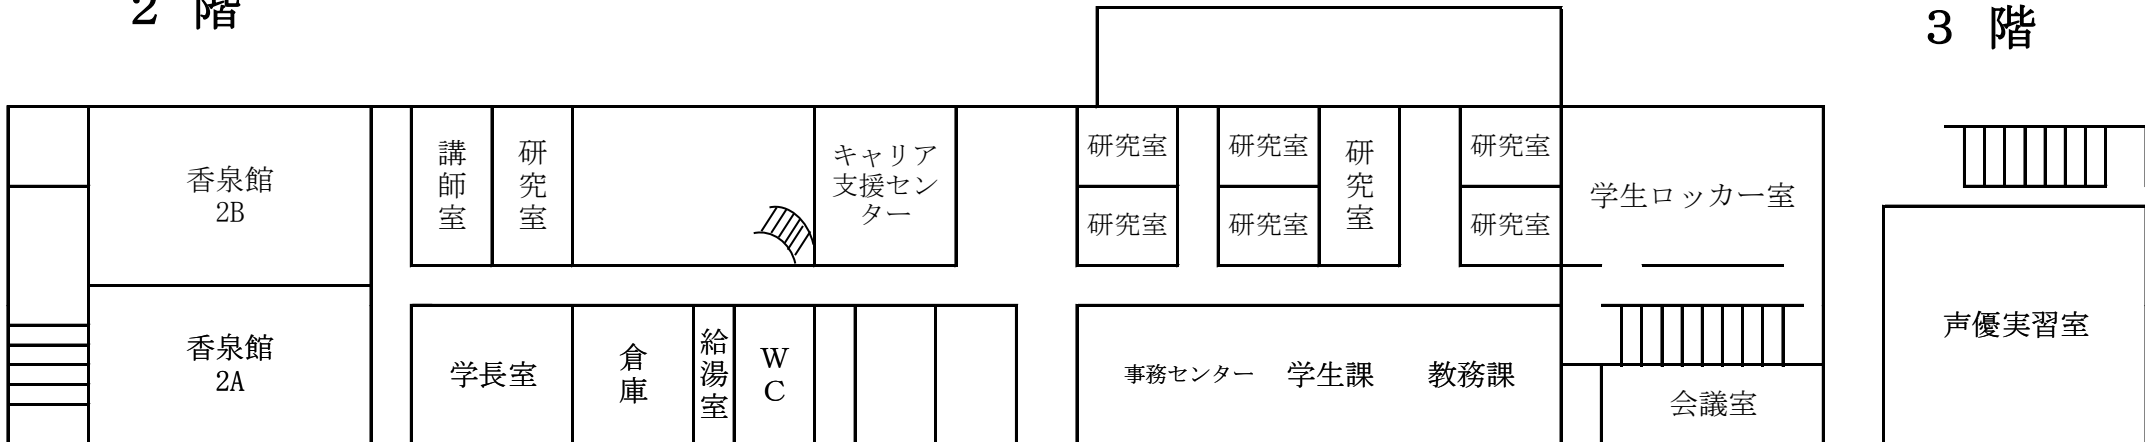 ２ 階
３ 階
香泉館
2B
講師室
研究室
キャリア
支援セン
ター
研究室
研究室
研究室
研究室
研究室
研究室
研究室
学生ロッカー室
香泉館
2A
学長室
倉庫
給湯室
ＷＣ
事務センター 学生課 教務課
会議室
声優実習室